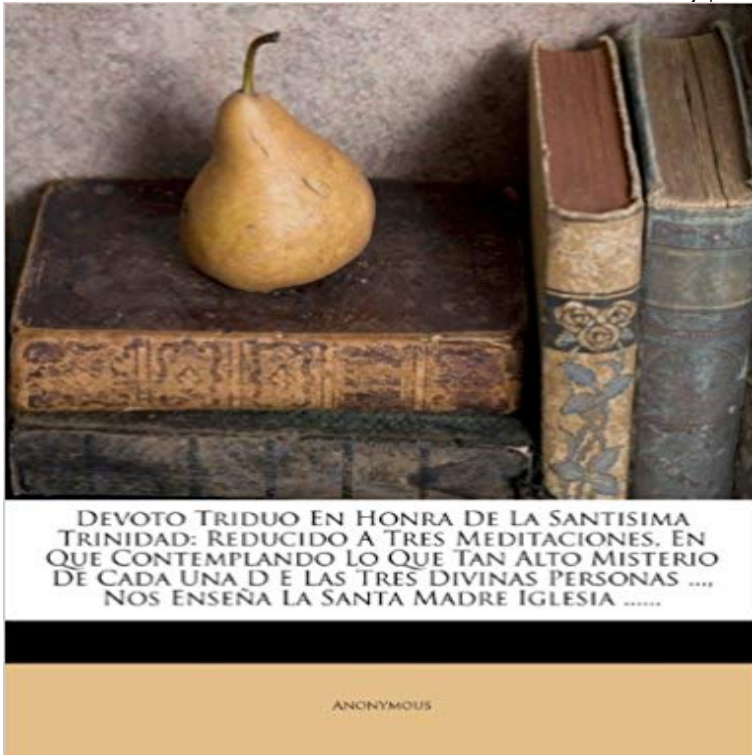 DEVOTO TRIDUO EN HONRA DE LA SANTISIMA
TRINIDAD: REDUCIDO A TRES MEDITACIONES, EN
QUE CONTEMPLANDO LO QUE TAN ALTO MISTERIO
DE CADA UNA D E LAS TRES DIVINAS PERSONAS ...,
NOS ENSEÑA LA SANTA MADRE IGLESIA ......
ANONYMOUS